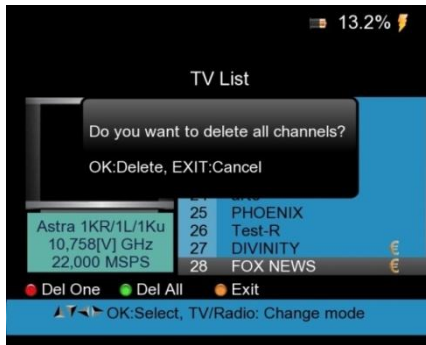 13.2%
TV List
Do you want to delete all channels?
OK:Delete, EXIT:Cancel
25 PHOENIX
26 Test-R
27 DIVINITY €
28 FOX NEWS €
Astra 1KR/1L/1Ku
10,758[V] GHz
22,000 MSPS
Del One Del All Exit
OK:Select, TV/Radio: Change mode